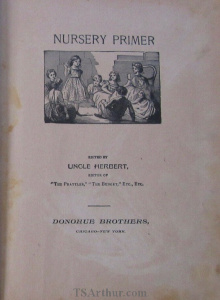 NURSERY PRIMER
EDITED BY
UNCLE HERBERT,
EDITOR OF
"THE PRATTLER," "THE BUDGET," ETC., ETC.
DONOHUE BROTHERS,
CHICAGO-NEW YORK.
TSArthur.com